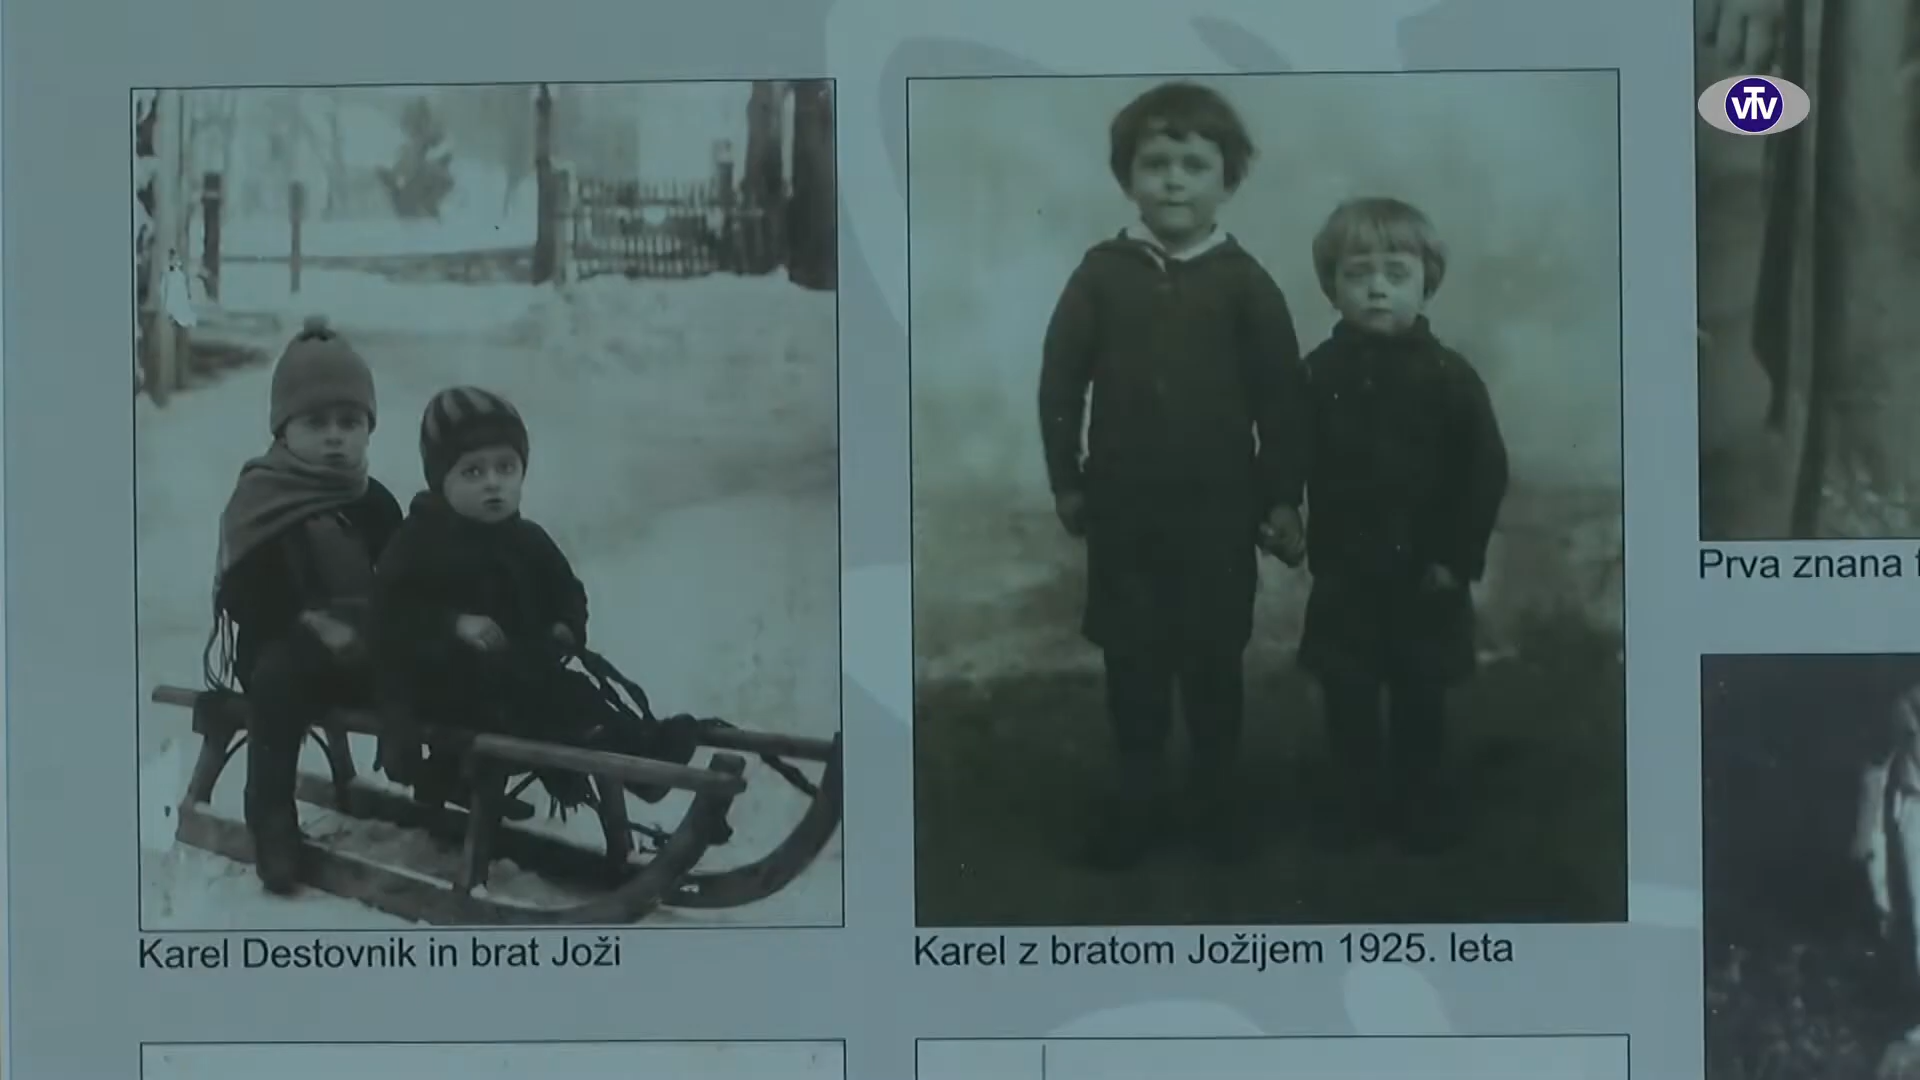 VTV
Prva znana
Karel Destovnik in brat Joži
Karel z bratom Jožijem 1925. leta